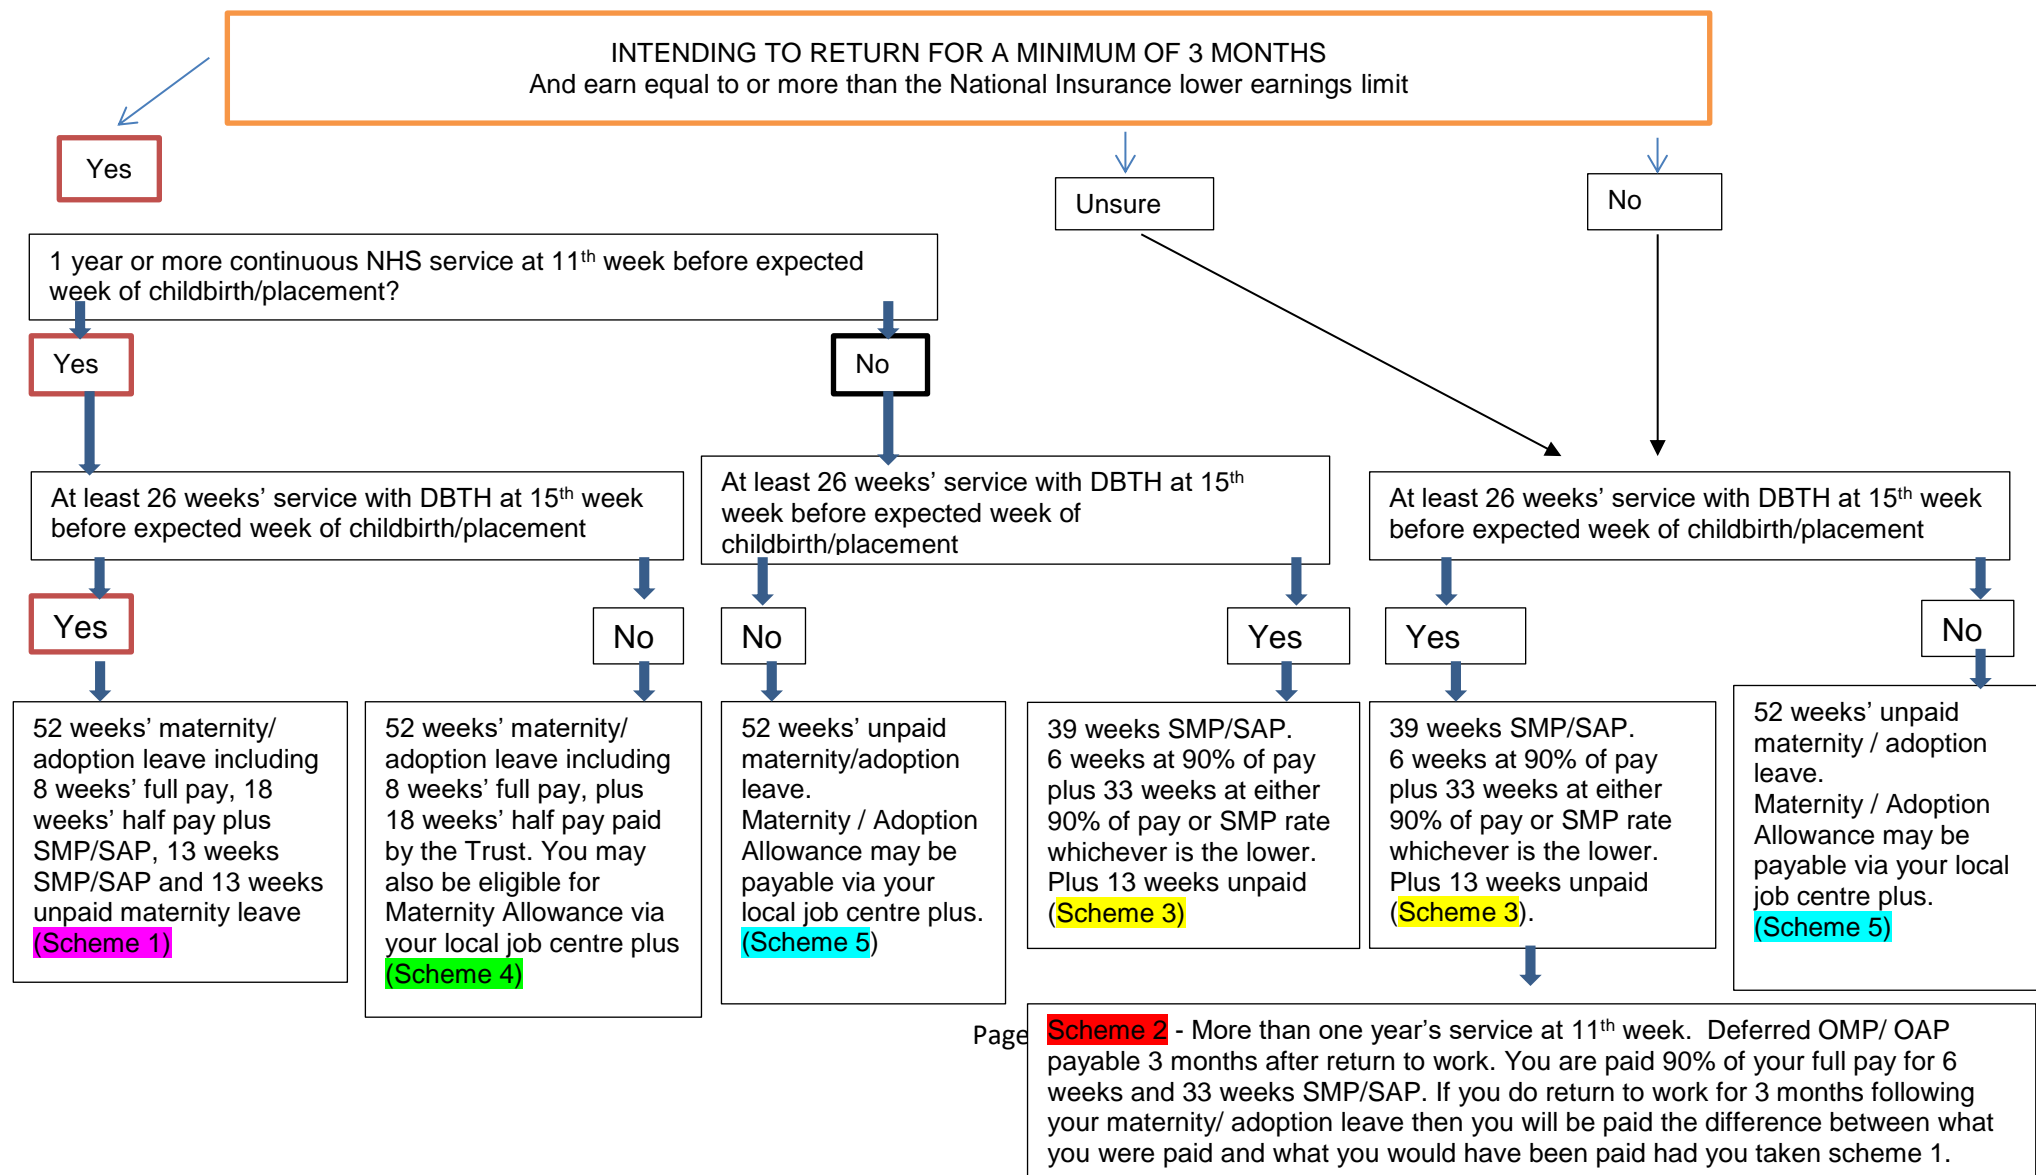 INTENDING TO RETURN FOR A MINIMUM OF 3 MONTHS
And earn equal to or more than the National Insurance lower earnings limit
Yes
Unsure
No
1 year or more continuous NHS service at 11th week before expected
week of childbirth/placement?
Yes
No
At least 26 weeks’ service with DBTH at 15th week
before expected week of childbirth/placement
At least 26 weeks’ service with DBTH at 15th
week before expected week of
childbirth/placement
At least 26 weeks’ service with DBTH at 15th week
before expected week of childbirth/placement
Yes
No
No
Yes
Yes
No
52 weeks’ maternity/
adoption leave including
8 weeks’ full pay, 18
weeks’ half pay plus
SMP/SAP, 13 weeks
SMP/SAP and 13 weeks
unpaid maternity leave
(Scheme 1)
52 weeks’ maternity/
adoption leave including
8 weeks’ full pay, plus
18 weeks’ half pay paid
by the Trust. You may
also be eligible for
Maternity Allowance via
your local job centre plus
(Scheme 4)
52 weeks’ unpaid
maternity/adoption
leave.
Maternity / Adoption
Allowance may be
payable via your
local job centre plus.
(Scheme 5)
39 weeks SMP/SAP.
6 weeks at 90% of pay
plus 33 weeks at either
90% of pay or SMP rate
whichever is the lower.
Plus 13 weeks unpaid
(Scheme 3)
39 weeks SMP/SAP.
6 weeks at 90% of pay
plus 33 weeks at either
90% of pay or SMP rate
whichever is the lower.
Plus 13 weeks unpaid
(Scheme 3).
52 weeks’ unpaid
maternity / adoption
leave.
Maternity / Adoption
Allowance may be
payable via your local
job centre plus.
(Scheme 5)
Page
Scheme 2 - More than one year’s service at 11th week. Deferred OMP/ OAP
payable 3 months after return to work. You are paid 90% of your full pay for 6
weeks and 33 weeks SMP/SAP. If you do return to work for 3 months following
your maternity/ adoption leave then you will be paid the difference between what
you were paid and what you would have been paid had you taken scheme 1.